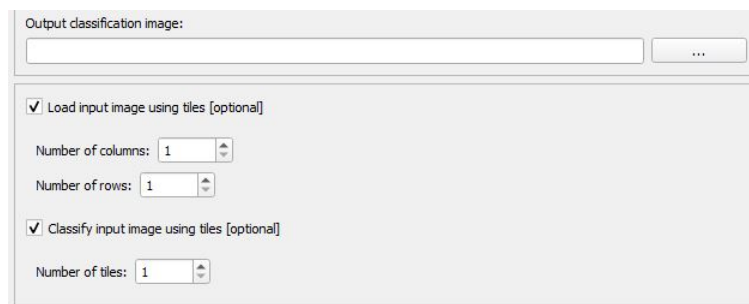 Output classification image:
...
Load input image using tiles [optional]
Number of columns: 1
Number of rows: 1
Classify input image using tiles [optional]
Number of tiles: 1